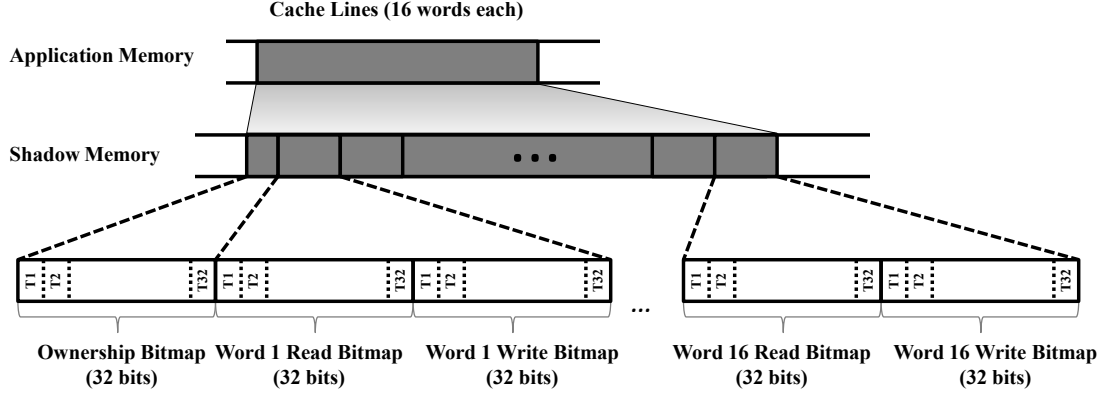 Cache Lines (16 words each)
Application Memory
Shadow Memory
• • •
T1 T2 T32 T1 T2 T32 T1 T2 T32 T1 T2 T32 T1 T2 T32
...
Ownership Bitmap Word 1 Read Bitmap Word 1 Write Bitmap Word 16 Read Bitmap Word 16 Write Bitmap
(32 bits) (32 bits) (32 bits) (32 bits) (32 bits)